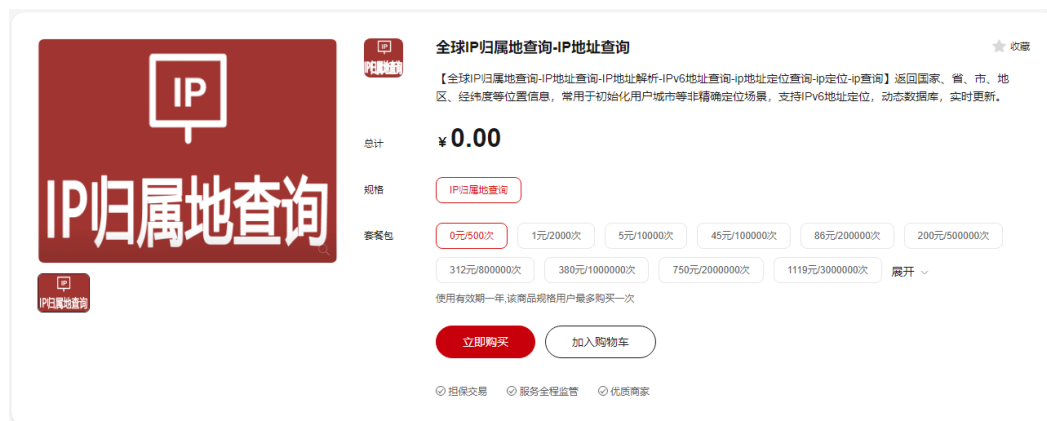 IP
IP归属地查询
IP
IP归属地查询
IP
IP归属地查询
全球IP归属地查询-IP地址查询
收藏
【全球IP归属地查询-IP地址查询-IP地址解析-IPv6地址查询-ip地址定位查询-ip定位-ip查询】返回国家、省、市、地
区、经纬度等位置信息，常用于初始化用户城市等非精确定位场景，支持IPv6地址定位，动态数据库，实时更新。
总计
¥0.00
规格
IP归属地查询
套餐包
0元/500次 1元/2000次 5元/10000次 45元/100000次 86元/200000次 200元/500000次
312元/800000次 380元/1000000次 750元/2000000次 1119元/3000000次 展开
使用有效期一年,该商品规格用户最多购买一次
立即购买 加入购物车
担保交易 服务全程监管 优质商家